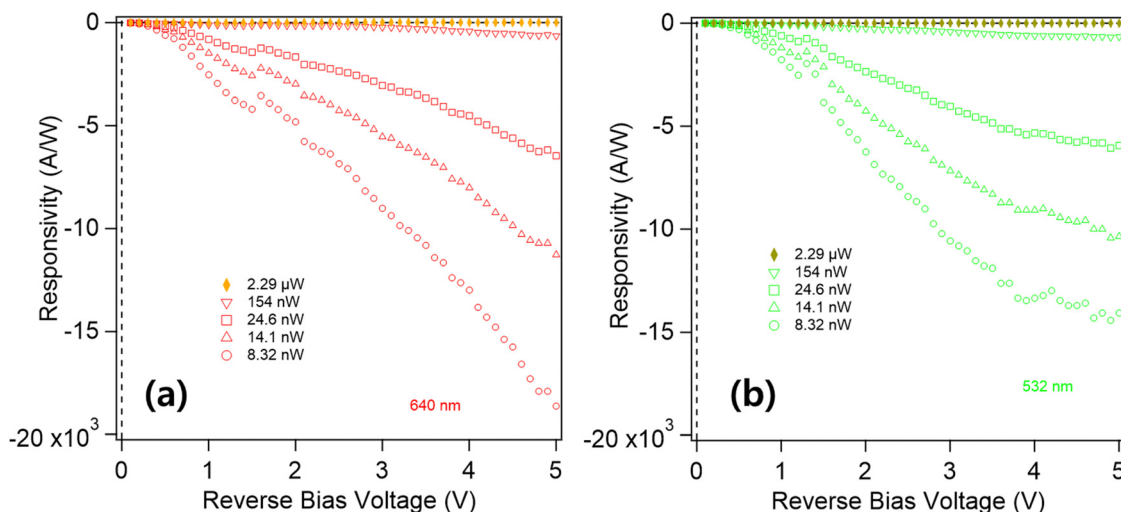 0
-5
-10
-15
-20 x10³
Responsivity (A/W)
2.29 µW
154 nW
24.6 nW
14.1 nW
8.32 nW
(a)
640 nm
0 1 2 3 4 5
Reverse Bias Voltage (V)
0
-5
-10
-15
-20 x10³
Responsivity (A/W)
2.29 µW
154 nW
24.6 nW
14.1 nW
8.32 nW
(b)
532 nm
0 1 2 3 4 5
Reverse Bias Voltage (V)